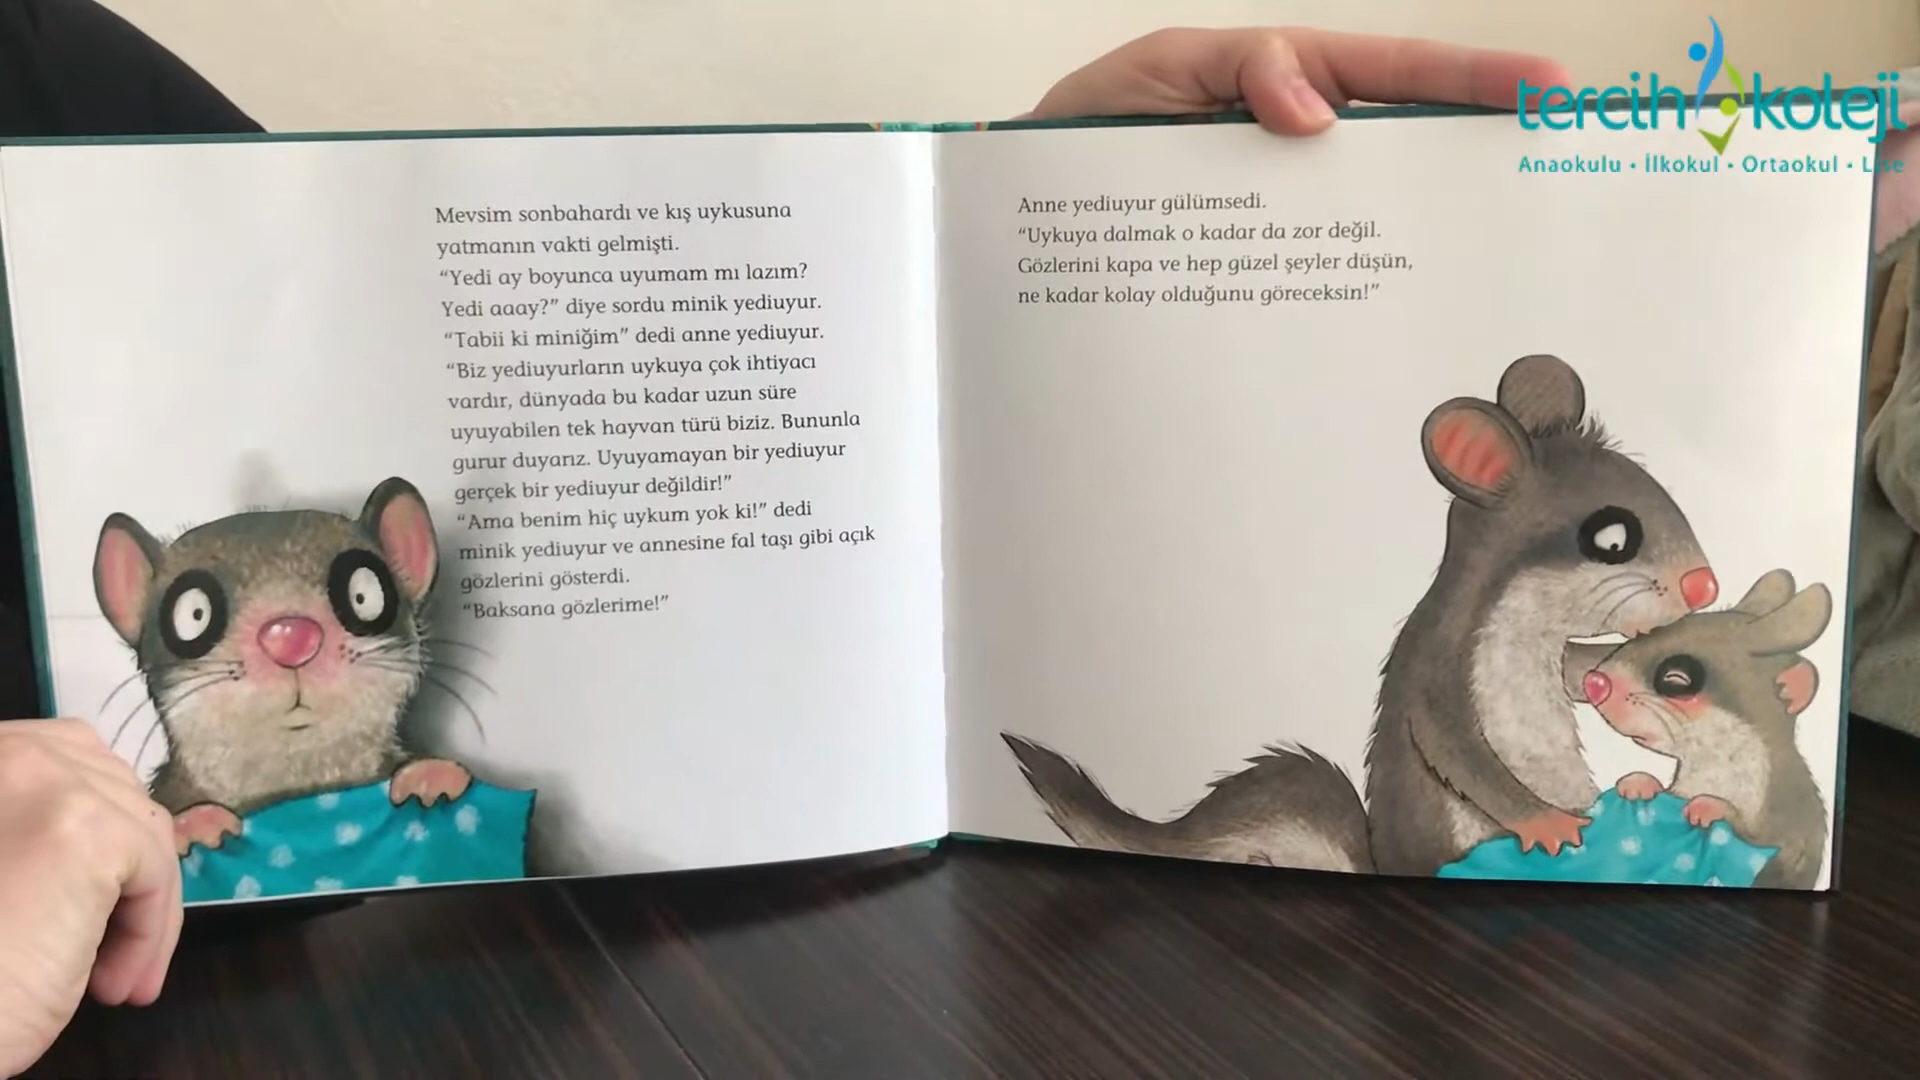 Mevsim sonbahardı ve kış uykusuna
yatmanın vakti gelmişti.
“Yedi ay boyunca uyumam mı lazım?
Yedi aaay?” diye sordu minik yediuyur.
“Tabii ki miniğim” dedi anne yediuyur.
“Biz yediuyurların uykuya çok ihtiyacı
vardır, dünyada bu kadar uzun süre
uyuyabilen tek hayvan türü biziz. Bununla
gurur duyarız. Uyuyamayan bir yediuyur
gerçek bir yediuyur değildir!”
“Ama benim hiç uykum yok ki!” dedi
minik yediuyur ve annesine fal taşı gibi açık
gözlerini gösterdi.
“Baksana gözlerime!”
Anne yediuyur gülümsedi.
“Uykuya dalmak o kadar da zor değil.
Gözlerini kapa ve hep güzel şeyler düşün,
ne kadar kolay olduğunu göreceksin!”
tercih koleji
Anaokulu • İlkokul • Ortaokul • Lise